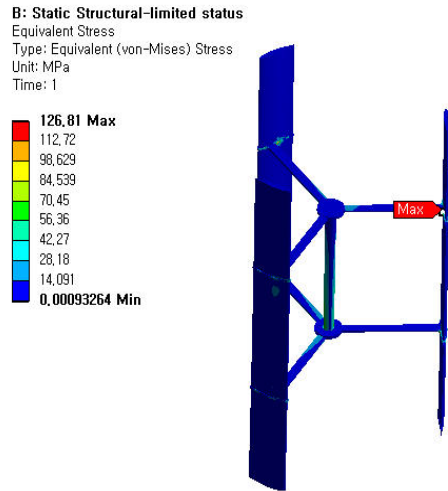 B: Static Structural-limited status
Equivalent Stress
Type: Equivalent (von-Mises) Stress
Unit: MPa
Time: 1
126,81 Max
112,72
98,629
84,539
70,45
56,36
42,27
28,18
14,091
0,00093264 Min
Max